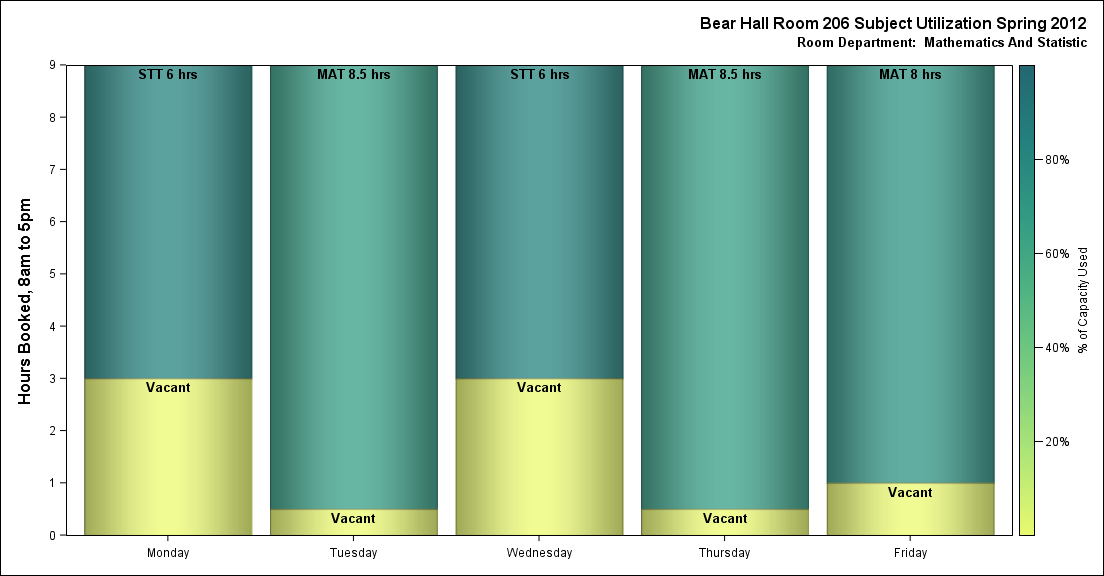 Bear Hall Room 206 Subject Utilization Spring 2012
Room Department:  Mathematics And Statistic
Hours Booked, 8am to 5pm
9
8
7
6
5
4
3
2
1
0
STT 6 hrs
MAT 8.5 hrs
STT 6 hrs
MAT 8.5 hrs
MAT 8 hrs
Vacant
Vacant
Vacant
Vacant
Vacant
Monday
Tuesday
Wednesday
Thursday
Friday
80%
60%
40%
20%
% of Capacity Used